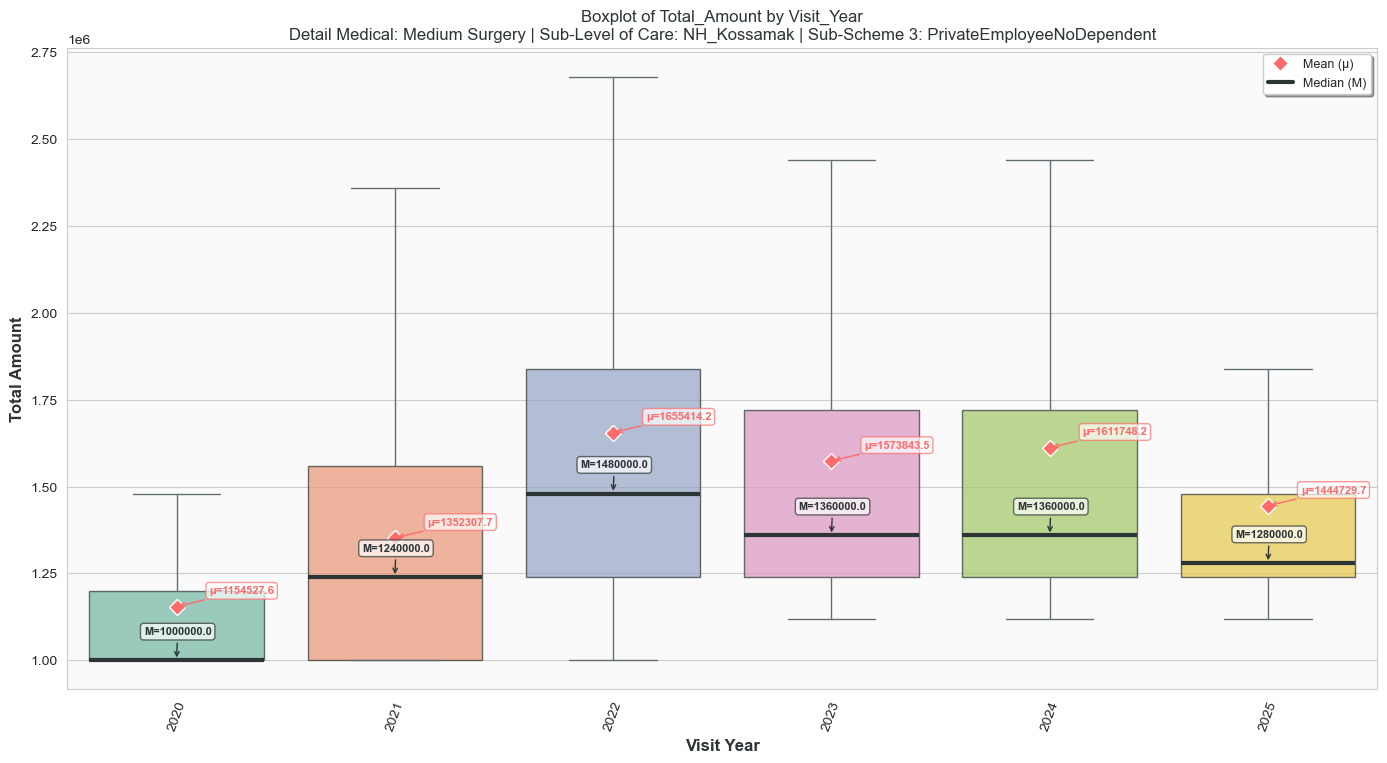 Boxplot of Total_Amount by Visit_Year
Detail Medical: Medium Surgery | Sub-Level of Care: NH_Kossamak | Sub-Scheme 3: PrivateEmployeeNoDependent
1e6
2.75
2.50
2.25
2.00
1.75
1.50
1.25
1.00
Total Amount
Mean (μ)
Median (M)
μ=1154527.6
M=1000000.0
μ=1352307.7
M=1240000.0
μ=1655414.2
M=1480000.0
μ=1573843.5
M=1360000.0
μ=1611748.2
M=1360000.0
μ=1444729.7
M=1280000.0
2020
2021
2022
2023
2024
2025
Visit Year